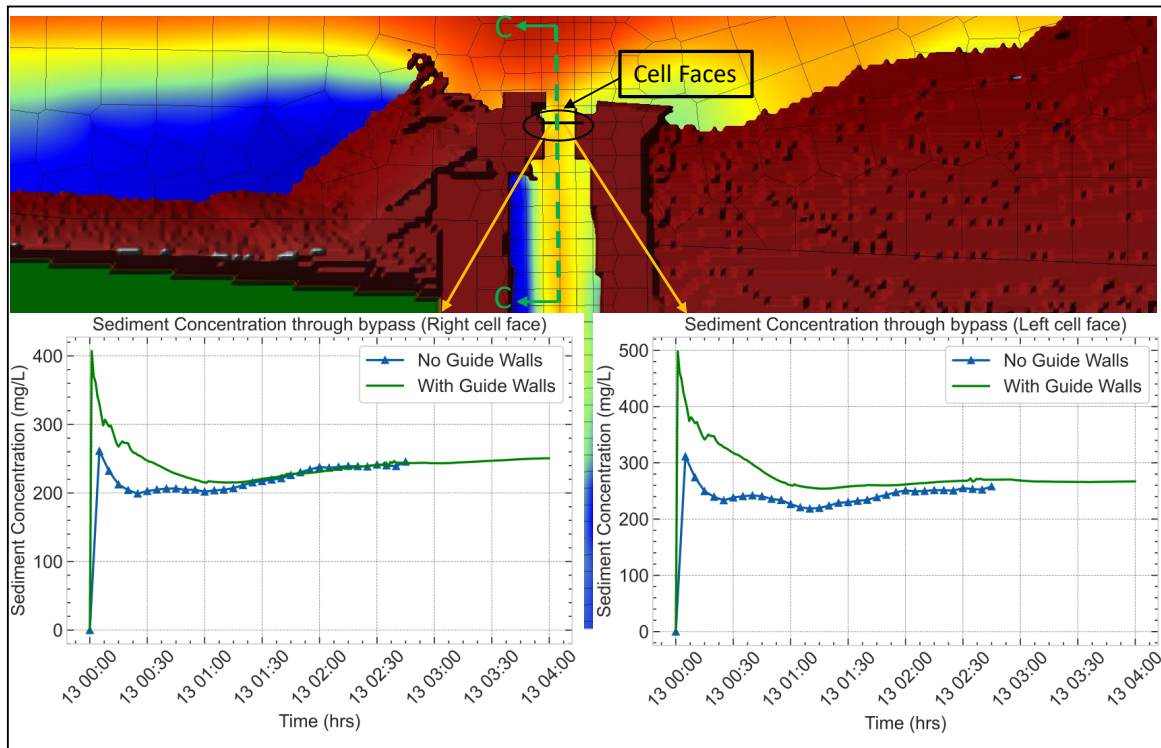 C
Cell Faces
C
Sediment Concentration through bypass (Right cell face)
Sediment Concentration (mg/L)
400
300
200
100
0
No Guide Walls
With Guide Walls
13 00:00
13 00:30
13 01:00
13 01:30
13 02:00
13 02:30
13 03:00
13 03:30
13 04:00
Time (hrs)
Sediment Concentration through bypass (Left cell face)
Sediment Concentration (mg/L)
500
400
300
200
100
0
No Guide Walls
With Guide Walls
13 00:00
13 00:30
13 01:00
13 01:30
13 02:00
13 02:30
13 03:00
13 03:30
13 04:00
Time (hrs)